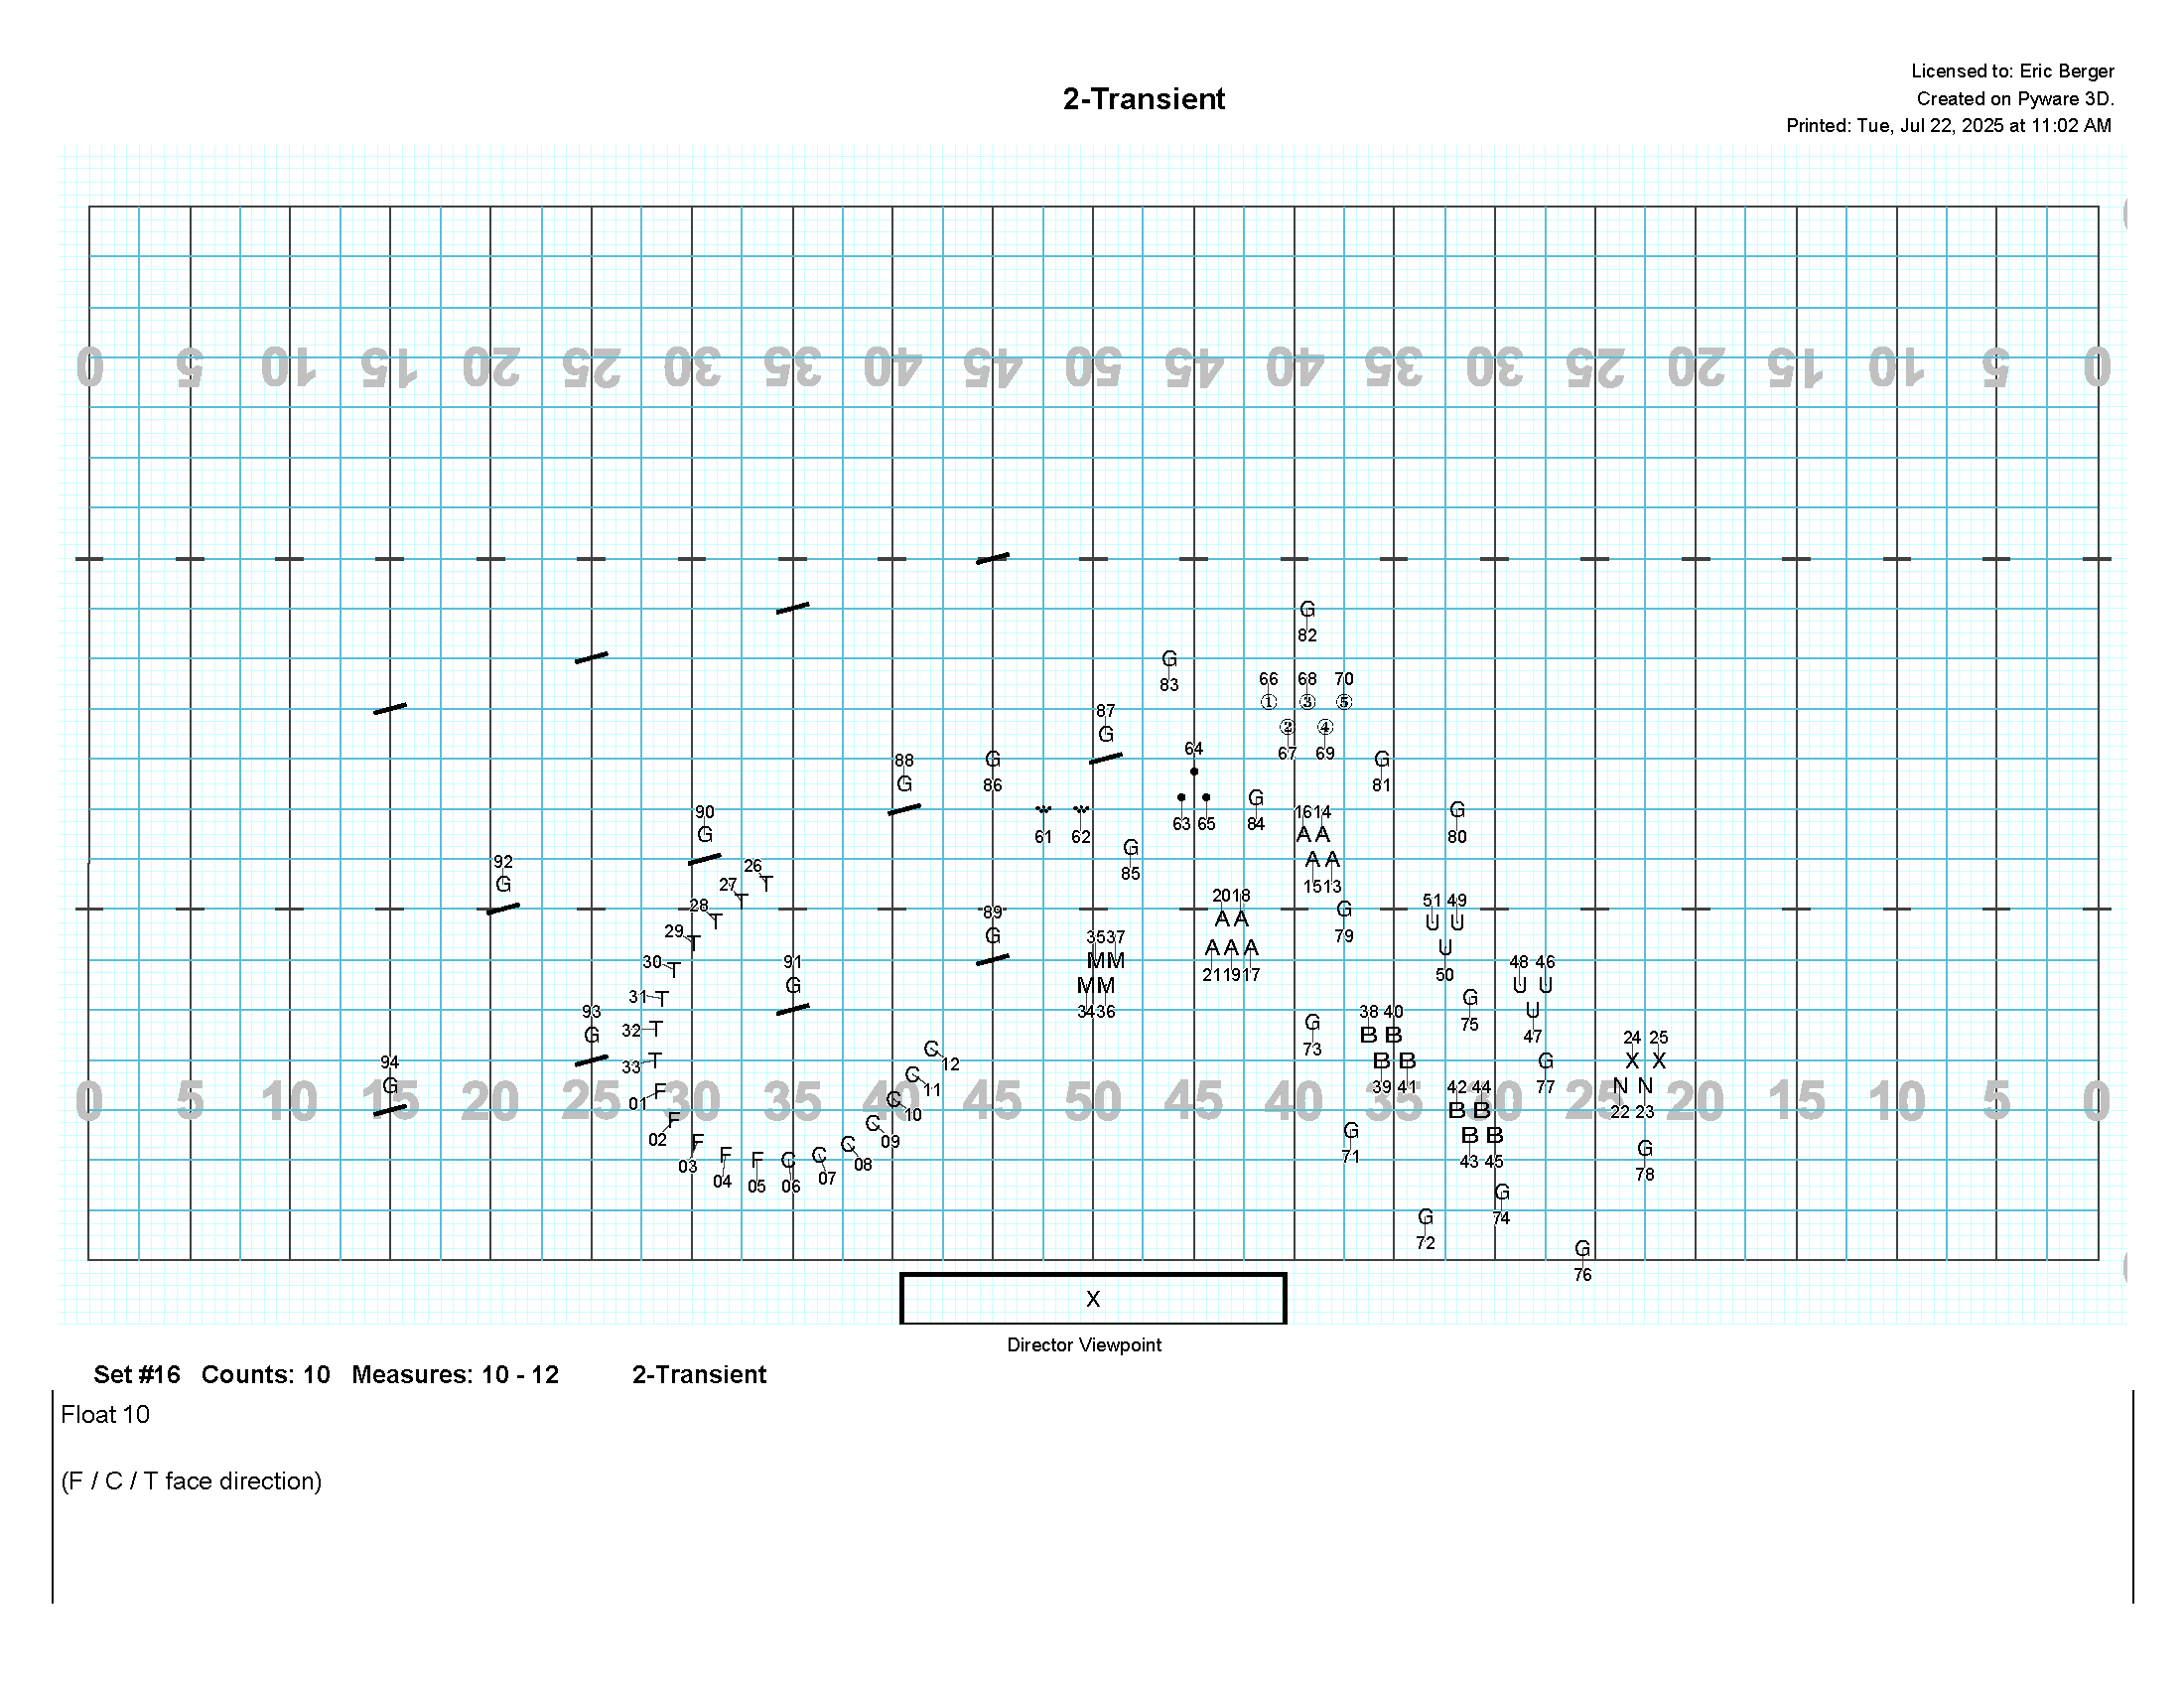 Licensed to: Eric Berger
2-Transient
Created on Pyware 3D.
Printed: Tue, Jul 22, 2025 at 11:02 AM
0 5 10 15 20 25 30 35 40 45 50 45 40 35 30 25 20 15 10 5 0
G
82
G
83
66 68 70
① ③ ⑤
87
G
② ④
67 69
64
88
G
G
86
G
81
63 65
G
84
61 62
90
G
16 14
A A
G
80
G
85
A A
15 13
92
G
26 T
27 T
28 T
29 T
20 18
A A
51 49
U U
89
G
G
79
35 37
M M
A A A
21 19 17
U
50
30 T
31 T
32 T
33 T
91
G
M M
34 36
48 46
U U
G
75
U
47
93
G
G
73
38 40
B B
B B
39 41
24 25
X X
94
G
C 12
C 11
C 10
C 09
C 08
C 07
C 06
G
77
N N
22 23
42 44
B B
B B
43 45
0 5 10 15 20 25 30 35 40 45 50 45 40 35 30 25 20 15 10 5 0
F 01
F 02
F 03
F 04
F 05
G
71
G
78
G
74
G
72
G
76
X
Director Viewpoint
Set #16 Counts: 10 Measures: 10 - 12 2-Transient
Float 10
(F / C / T face direction)